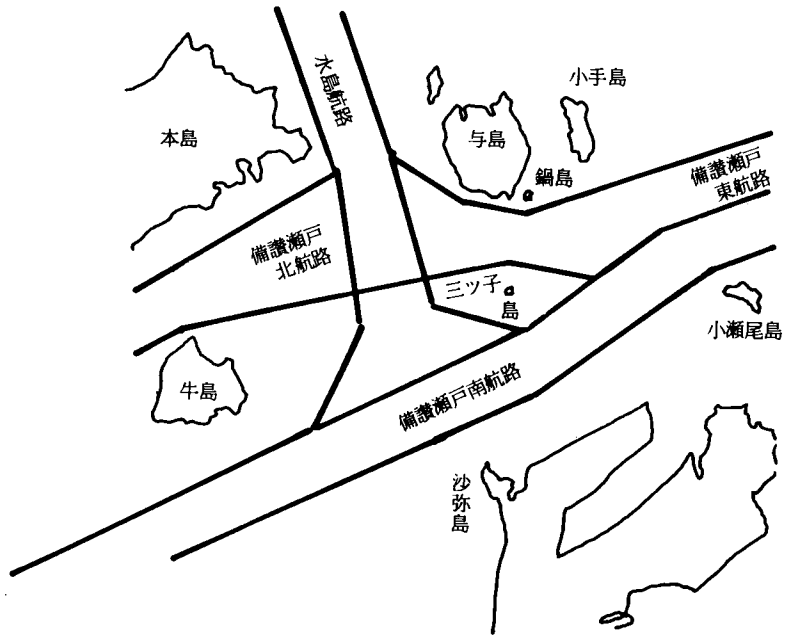 水島航路
小手島
本島
与島
鍋島
備讃瀬戸
東航路
備讃瀬戸
北航路
三ツ子
島
小瀬尾島
牛島
備讃瀬戸南航路
沙弥島